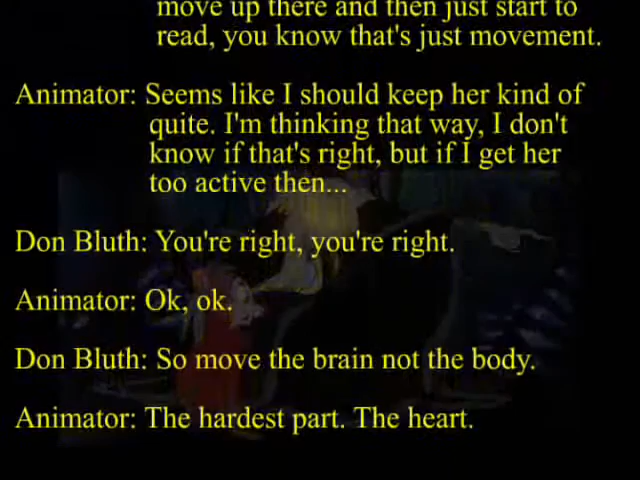 move up there and then just start to
read, you know that's just movement.
Animator: Seems like I should keep her kind of
quite. I'm thinking that way, I don't
know if that's right, but if I get her
too active then...
Don Bluth: You're right, you're right.
Animator: Ok, ok.
Don Bluth: So move the brain not the body.
Animator: The hardest part. The heart.